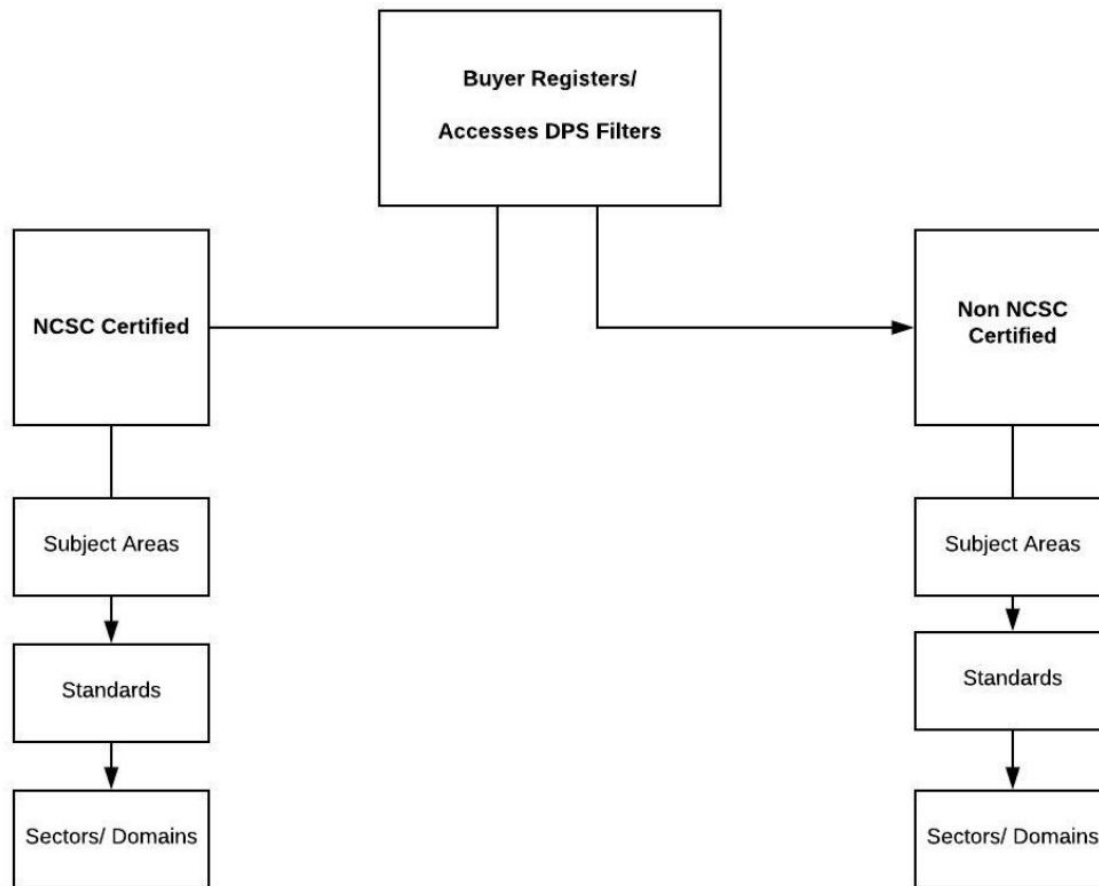 Buyer Registers/
Accesses DPS Filters
NCSC Certified
Non NCSC
Certified
Subject Areas
Subject Areas
Standards
Standards
Sectors/ Domains
Sectors/ Domains